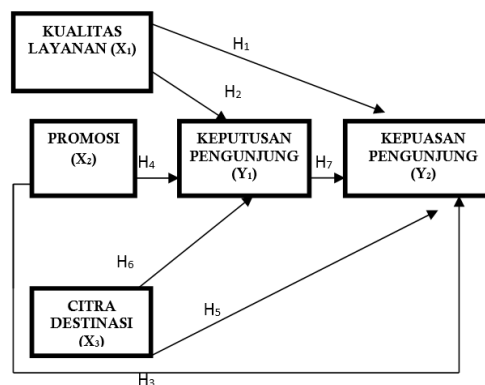 KUALITAS
LAYANAN (X₁)
H₁
H₂
PROMOSI
(X₂)
H₄
KEPUTUSAN
PENGUNJUNG
(Y₁)
H₇
KEPUASAN
PENGUNJUNG
(Y₂)
H₆
CITRA
DESTINASI
(X₃)
H₅
H₃